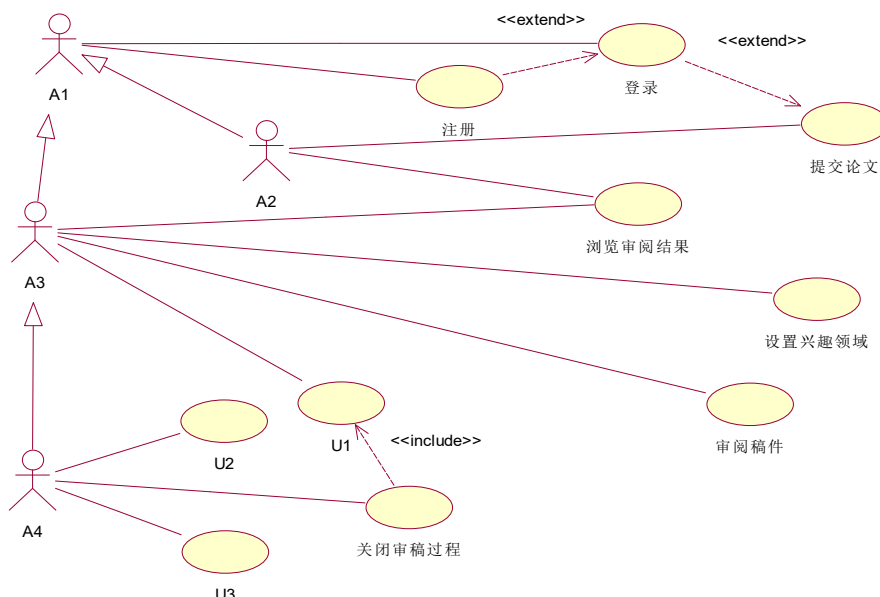 <<extend>>
<<extend>>
登录
A1
注册
提交论文
A2
浏览审阅结果
A3
设置兴趣领域
U1
<<include>>
审阅稿件
U2
A4
关闭审稿过程
U3